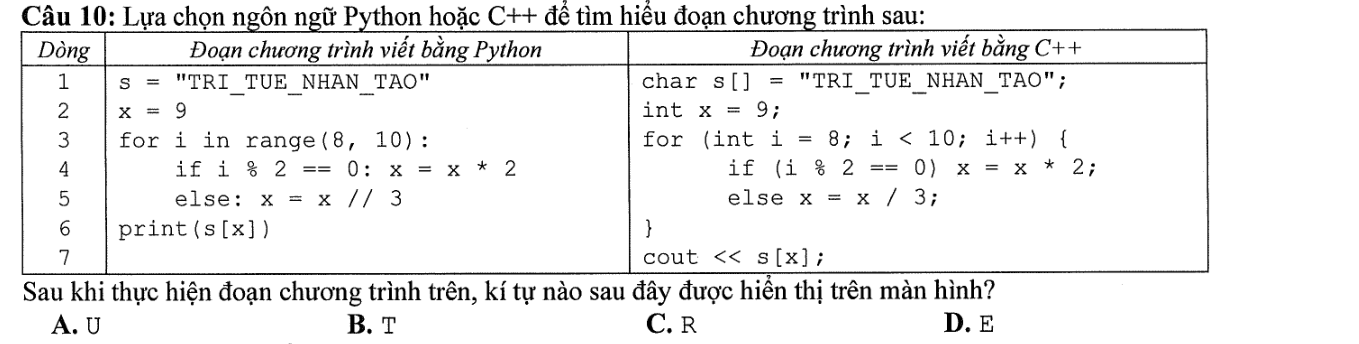 Câu 10: Lựa chọn ngôn ngữ Python hoặc C++ để tìm hiểu đoạn chương trình sau:
Dòng Đoạn chương trình viết bằng Python Đoạn chương trình viết bằng C++
1 s = "TRI_TUE_NHAN_TAO" char s[] = "TRI_TUE_NHAN_TAO";
2 x = 9 int x = 9;
3 for i in range(8, 10): for (int i = 8; i < 10; i++) {
4 if i % 2 == 0: x = x * 2 if (i % 2 == 0) x = x * 2;
5 else: x = x // 3 else x = x / 3;
6 print(s[x]) }
7 cout << s[x];
Sau khi thực hiện đoạn chương trình trên, kí tự nào sau đây được hiển thị trên màn hình?
A. U B. T C. R D. E